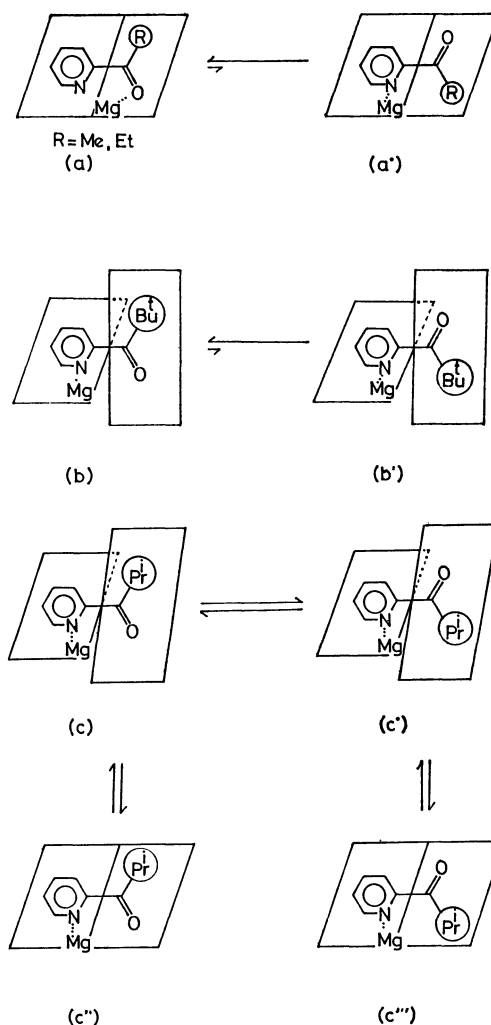 R O
N O N R
Mg Mg
R=Me, Et
(a) (a')
Bu t O
N O N Bu t
Mg Mg
(b) (b')
Pr i O
N O N Pr i
Mg Mg
(c) (c')
Pr i O
N O N Pr i
Mg Mg
(c'') (c''')